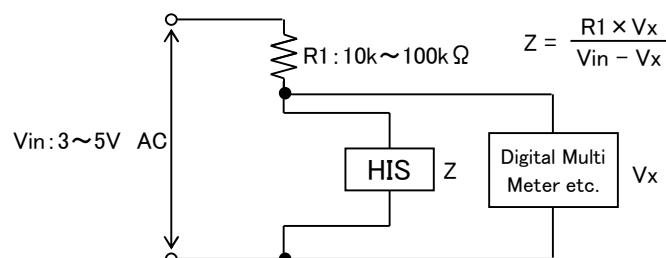 R1:10k～100kΩ
Z = R1 × Vx / Vin − Vx
Vin:3～5V AC
HIS
Z
Digital Multi
Meter etc.
Vx